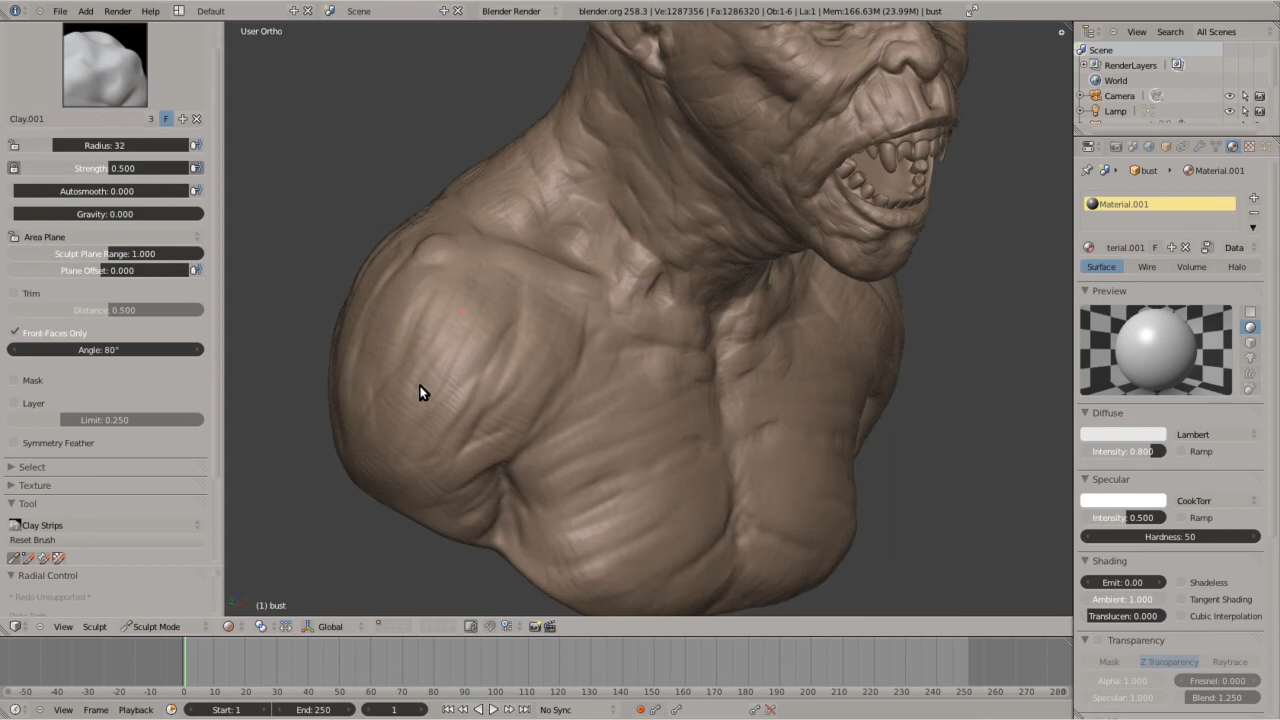 File Add Render Help Default Scene Blender Render blender.org 258.3 | Ve:1287356 | Fa:1286320 | Ob:1-6 | La:1 | Mem:166.63M (23.99M) | bust
User Ortho
Clay.001 3 F
Radius: 32
Strength: 0.500
Autosmooth: 0.000
Gravity: 0.000
Area Plane
Sculpt Plane Range: 1.000
Plane Offset: 0.000
Trim
Distance: 0.500
Front-Faces Only
Angle: 80°
Mask
Layer
Limit: 0.250
Symmetry Feather
Select
Texture
Tool
Clay Strips
Reset Brush
Radial Control
* Redo Unsupported *
(1) bust
View Sculpt Sculpt Mode Global
View Search All Scenes
Scene
RenderLayers |
World
Camera |
Lamp |
bust Material.001
Material.001
terial.001 F Data
Surface Wire Volume Halo
Preview
Diffuse
Lambert
Intensity: 0.800 Ramp
Specular
CookTorr
Intensity: 0.500 Ramp
Hardness: 50
Shading
Emit: 0.00 Shadeless
Ambient: 1.000 Tangent Shading
Translucen: 0.000 Cubic Interpolation
Transparency
Mask Z Transparency Raytrace
Alpha: 1.000 Fresnel: 0.000
Specular: 1.000 Blend: 1.250
-50 -40 -30 -20 -10 0 10 20 30 40 50 60 70 80 90 100 110 120 130 140 150 160 170 180 190 200 210 220 230 240 250 260 270 280
View Frame Playback Start: 1 End: 250 1 No Sync